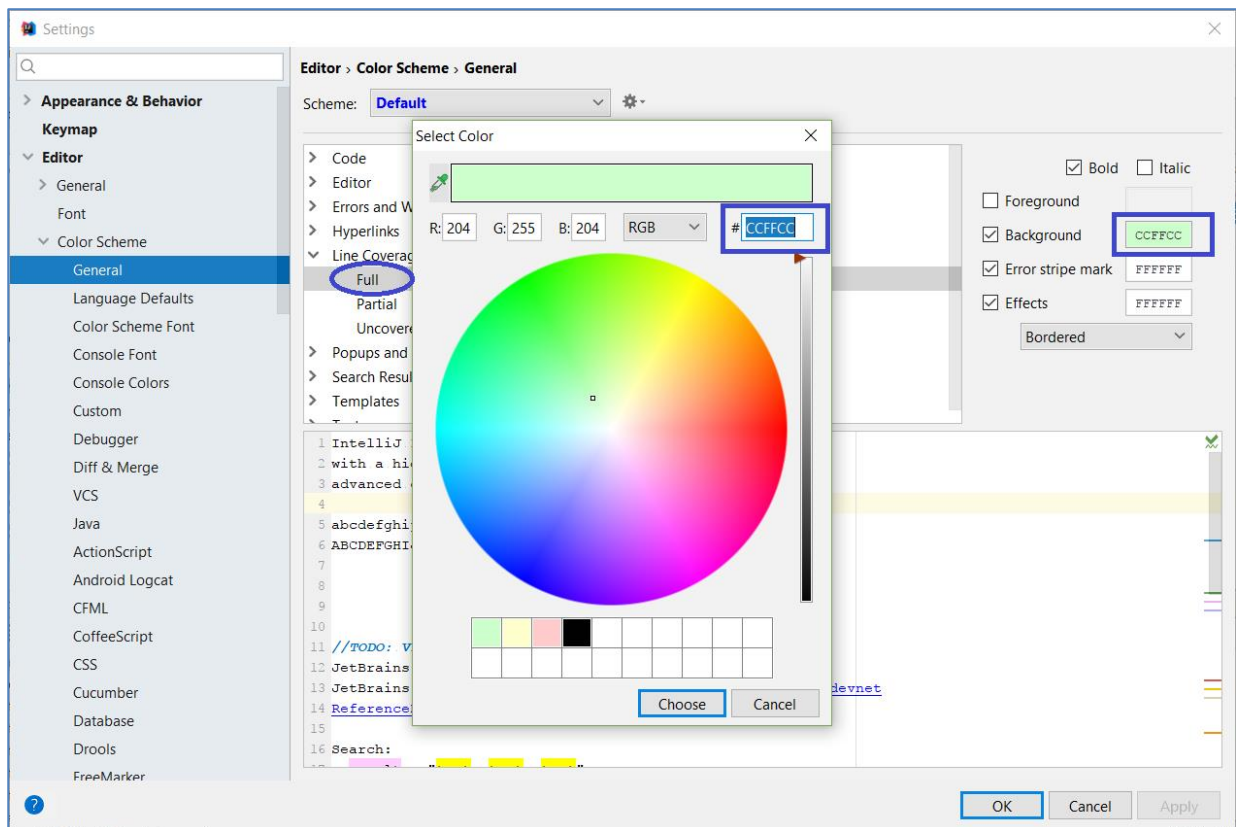 Settings
Editor › Color Scheme › General
Appearance & Behavior
Keymap
Editor
General
Font
Color Scheme
General
Language Defaults
Color Scheme Font
Console Font
Console Colors
Custom
Debugger
Diff & Merge
VCS
Java
ActionScript
Android Logcat
CFML
CoffeeScript
CSS
Cucumber
Database
Drools
FreeMarker
Scheme: Default
Code
Editor
Errors and W
Hyperlinks
Line Coverag
Full
Partial
Uncovere
Popups and
Search Resul
Templates
Select Color
R: 204 G: 255 B: 204 RGB # CCFFCC
Choose Cancel
Bold Italic
Foreground
Background CCFFCC
Error stripe mark FFFFFF
Effects FFFFFF
Bordered
1 IntelliJ
2 with a hi
3 advanced
4
5 abcdefghi
6 ABCDEFGHI
7
8
9
10
11 //TODO: V
12 JetBrains
13 JetBrains devnet
14 Reference
15
16 Search:
OK Cancel Apply